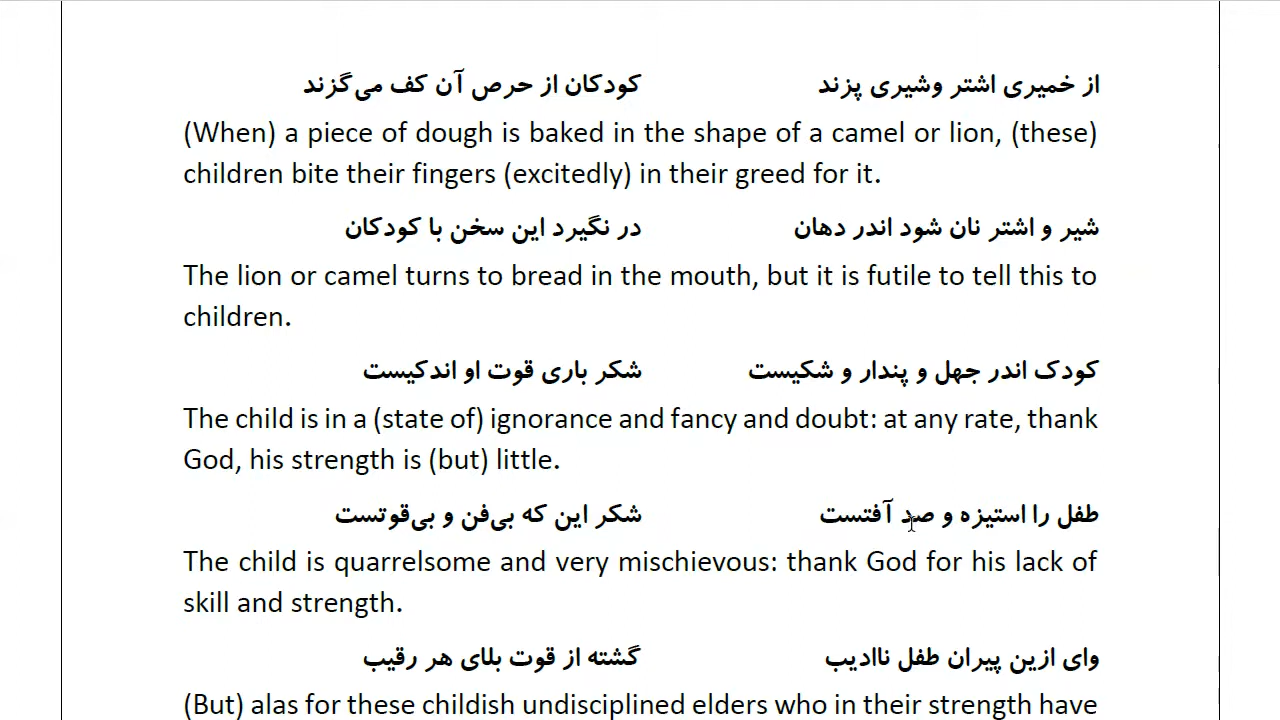 از خمیری اشتر وشیری پزند کودکان از حرص آن کف می‌گزند
(When) a piece of dough is baked in the shape of a camel or lion, (these)
children bite their fingers (excitedly) in their greed for it.
شیر و اشتر نان شود اندر دهان در نگیرد این سخن با کودکان
The lion or camel turns to bread in the mouth, but it is futile to tell this to
children.
کودک اندر جهل و پندار و شکیست شکر باری قوت او اندکیست
The child is in a (state of) ignorance and fancy and doubt: at any rate, thank
God, his strength is (but) little.
طفل را استیزه و صد آفتست شکر این که بی‌فن و بی‌قوتست
The child is quarrelsome and very mischievous: thank God for his lack of
skill and strength.
وای ازین پیران طفل ناادیب گشته از قوت بلای هر رقیب
(But) alas for these childish undisciplined elders who in their strength have